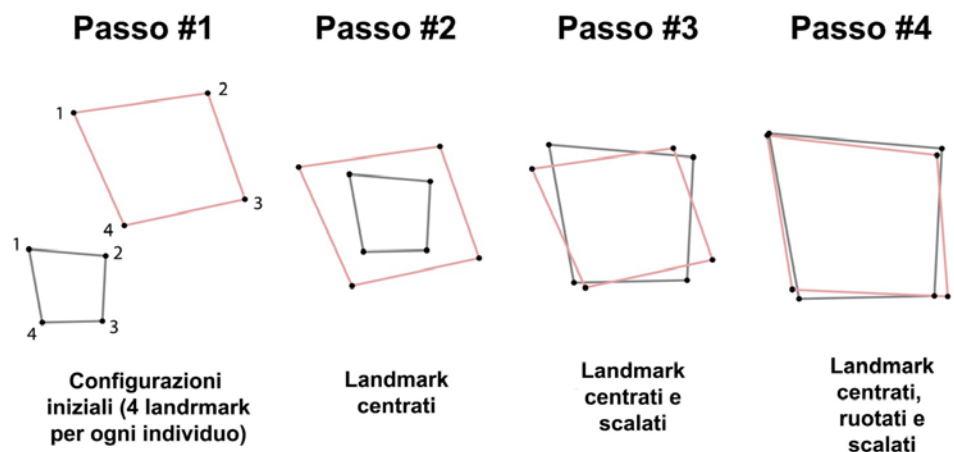 Passo #1
Passo #2
Passo #3
Passo #4
1
2
3
4
1
2
3
4
Configurazioni
iniziali (4 landrmark
per ogni individuo)
Landmark
centrati
Landmark
centrati e
scalati
Landmark
centrati,
ruotati e
scalati